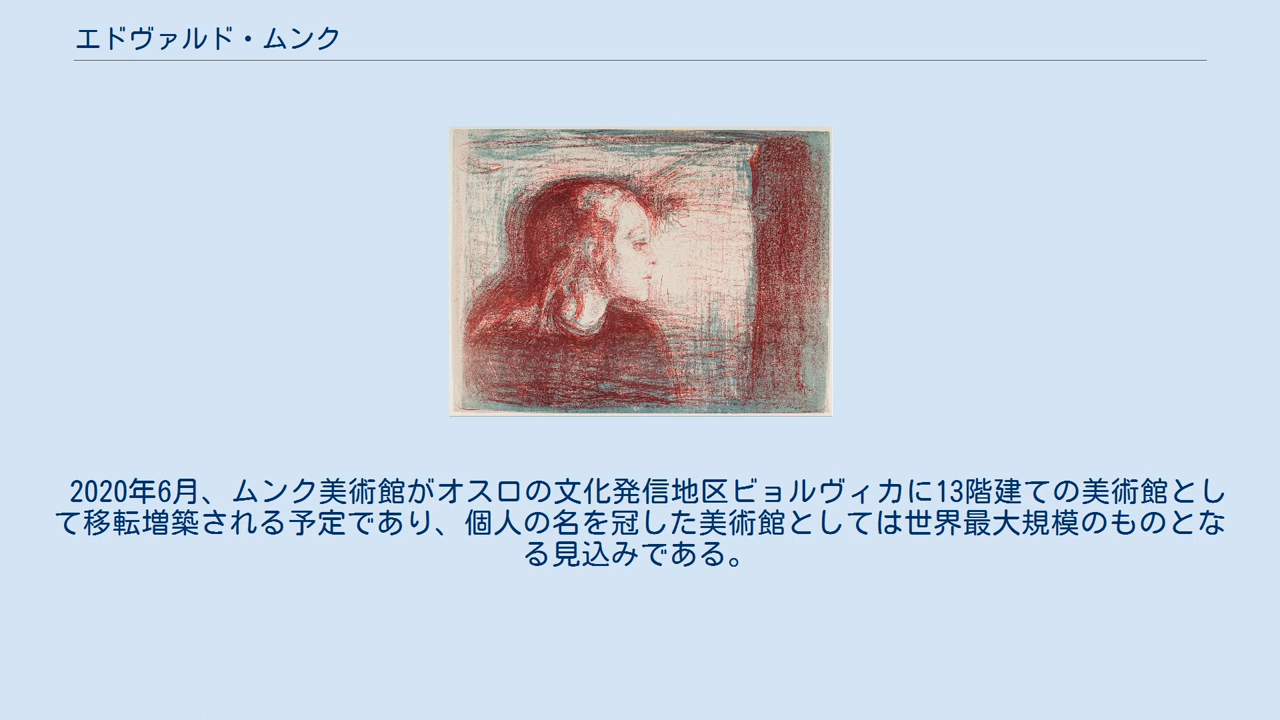 エドヴァルド・ムンク
2020年6月、ムンク美術館がオスロの文化発信地区ビョルヴィカに13階建ての美術館とし
て移転増築される予定であり、個人の名を冠した美術館としては世界最大規模のものとな
る見込みである。